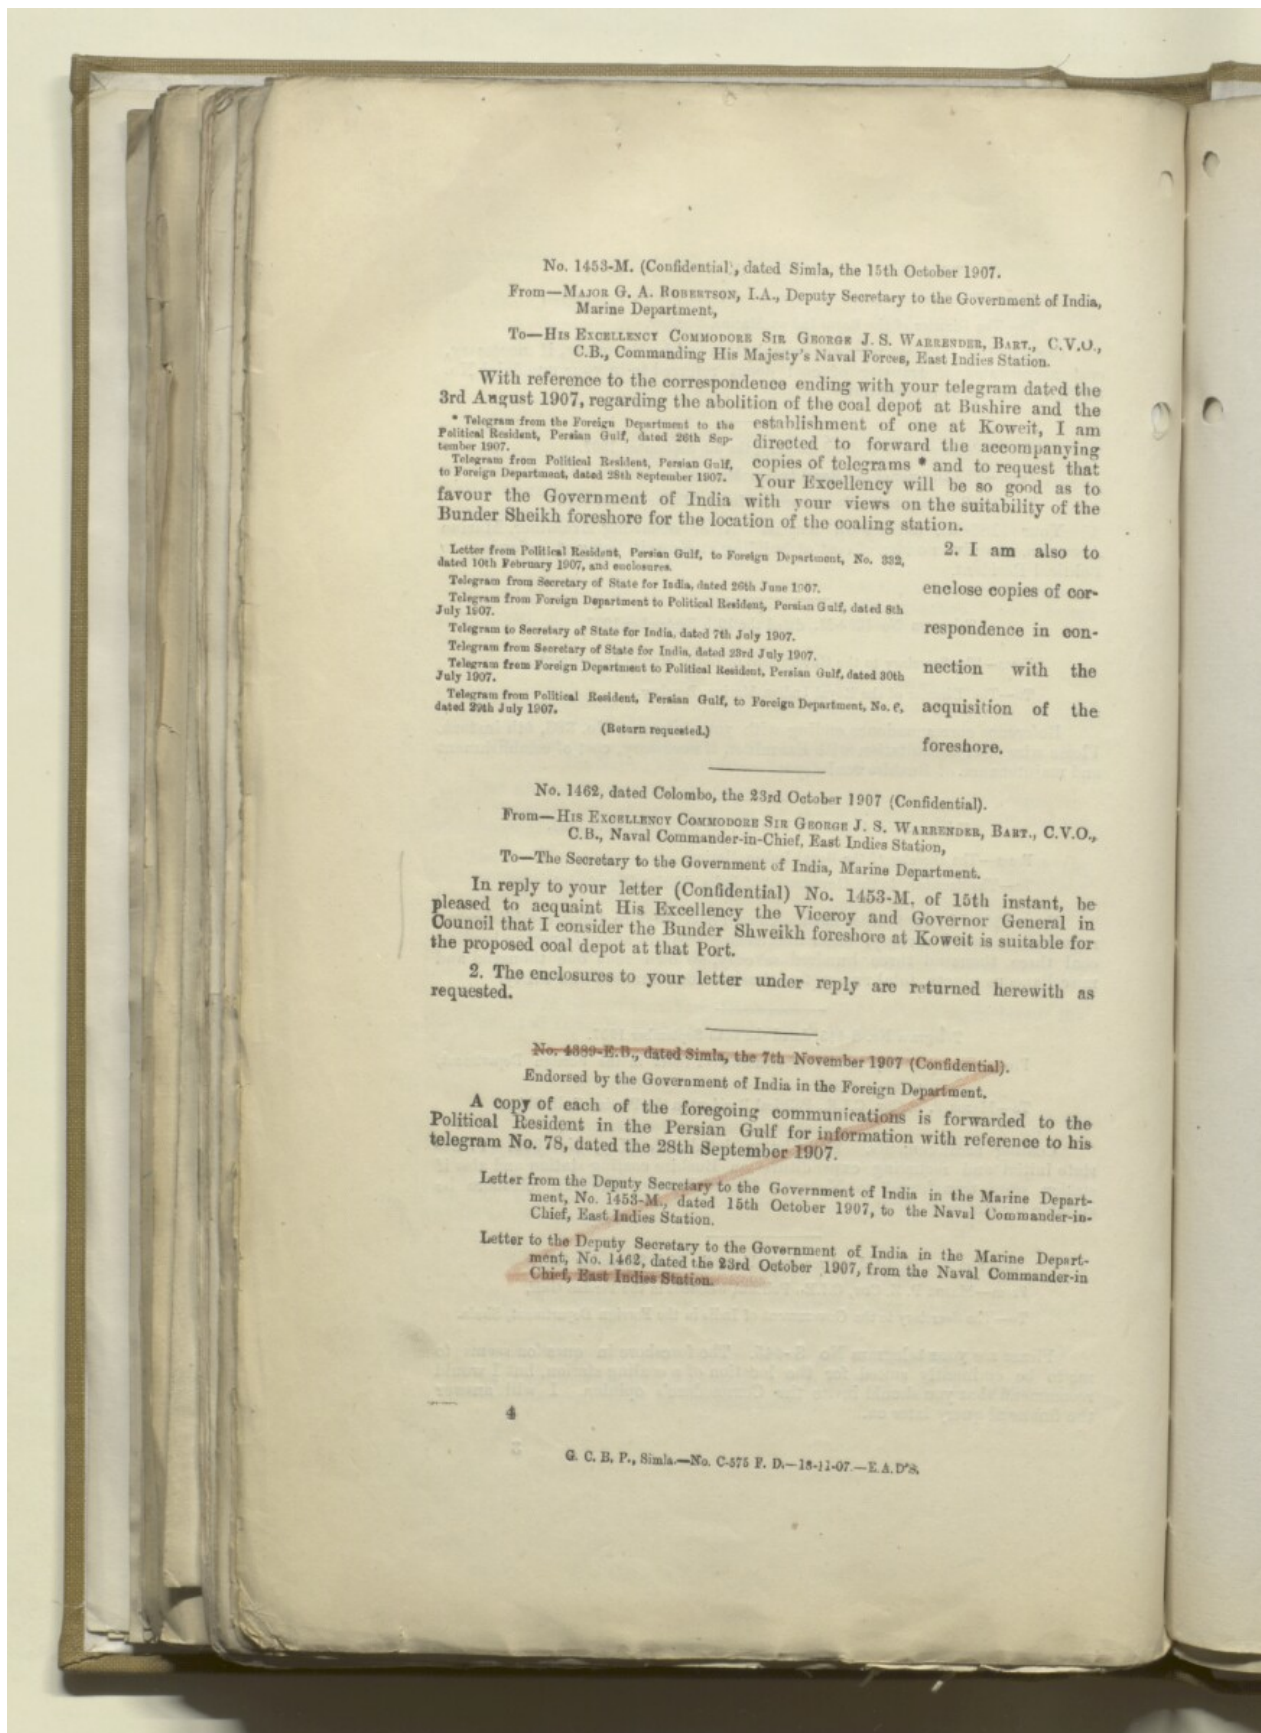 No. 1453-M. (Confidential), dated Simla, the 15th October 1907.
From—MAJOR G. A. ROBERTSON, I.A., Deputy Secretary to the Government of India,
Marine Department,
To—HIS EXCELLENCY COMMODORE SIR GEORGE J. S. WARRENDER, BART., C.V.O.,
C.B., Commanding His Majesty's Naval Forces, East Indies Station.
With reference to the correspondence ending with your telegram dated the
3rd August 1907, regarding the abolition of the coal depot at Bushire and the
* Telegram from the Foreign Department to the
Political Resident, Persian Gulf, dated 26th Sep-
tember 1907.
Telegram from Political Resident, Persian Gulf,
to Foreign Department, dated 28th September 1907.
establishment of one at Koweit, I am
directed to forward the accompanying
copies of telegrams * and to request that
Your Excellency will be so good as to
favour the Government of India with your views on the suitability of the
Bunder Sheikh foreshore for the location of the coaling station.
Letter from Political Resident, Persian Gulf, to Foreign Department, No. 332,
dated 10th February 1907, and enclosures.
Telegram from Secretary of State for India, dated 26th June 1907.
Telegram from Foreign Department to Political Resident, Persian Gulf, dated 8th
July 1907.
Telegram to Secretary of State for India, dated 7th July 1907.
Telegram from Secretary of State for India, dated 23rd July 1907.
Telegram from Foreign Department to Political Resident, Persian Gulf, dated 30th
July 1907.
Telegram from Political Resident, Persian Gulf, to Foreign Department, No.
dated 29th July 1907.
(Return requested.)
2. I am also to
enclose copies of cor-
respondence in con-
nection with the
acquisition of the
foreshore.
No. 1462, dated Colombo, the 23rd October 1907 (Confidential).
From—HIS EXCELLENCY COMMODORE SIR GEORGE J. S. WARRENDER, BART., C.V.O.,
C.B., Naval Commander-in-Chief, East Indies Station,
To—The Secretary to the Government of India, Marine Department.
In reply to your letter (Confidential) No. 1453-M. of 15th instant, be
pleased to acquaint His Excellency the Viceroy and Governor General in
Council that I consider the Bunder Shweikh foreshore at Koweit is suitable for
the proposed coal depot at that Port.
2. The enclosures to your letter under reply are returned herewith as
requested.
No. 4389-E.B., dated Simla, the 7th November 1907 (Confidential).
Endorsed by the Government of India in the Foreign Department.
A copy of each of the foregoing communications is forwarded to the
Political Resident in the Persian Gulf for information with reference to his
telegram No. 78, dated the 28th September 1907.
Letter from the Deputy Secretary to the Government of India in the Marine Depart-
ment, No. 1453-M., dated 15th October 1907, to the Naval Commander-in-
Chief, East Indies Station.
Letter to the Deputy Secretary to the Government of India in the Marine Depart-
ment, No. 1462, dated the 23rd October 1907, from the Naval Commander-in
Chief, East Indies Station.
4
G. C. B. P., Simla.—No. C-575 F. D.—18-11-07.—E.A.D'S.